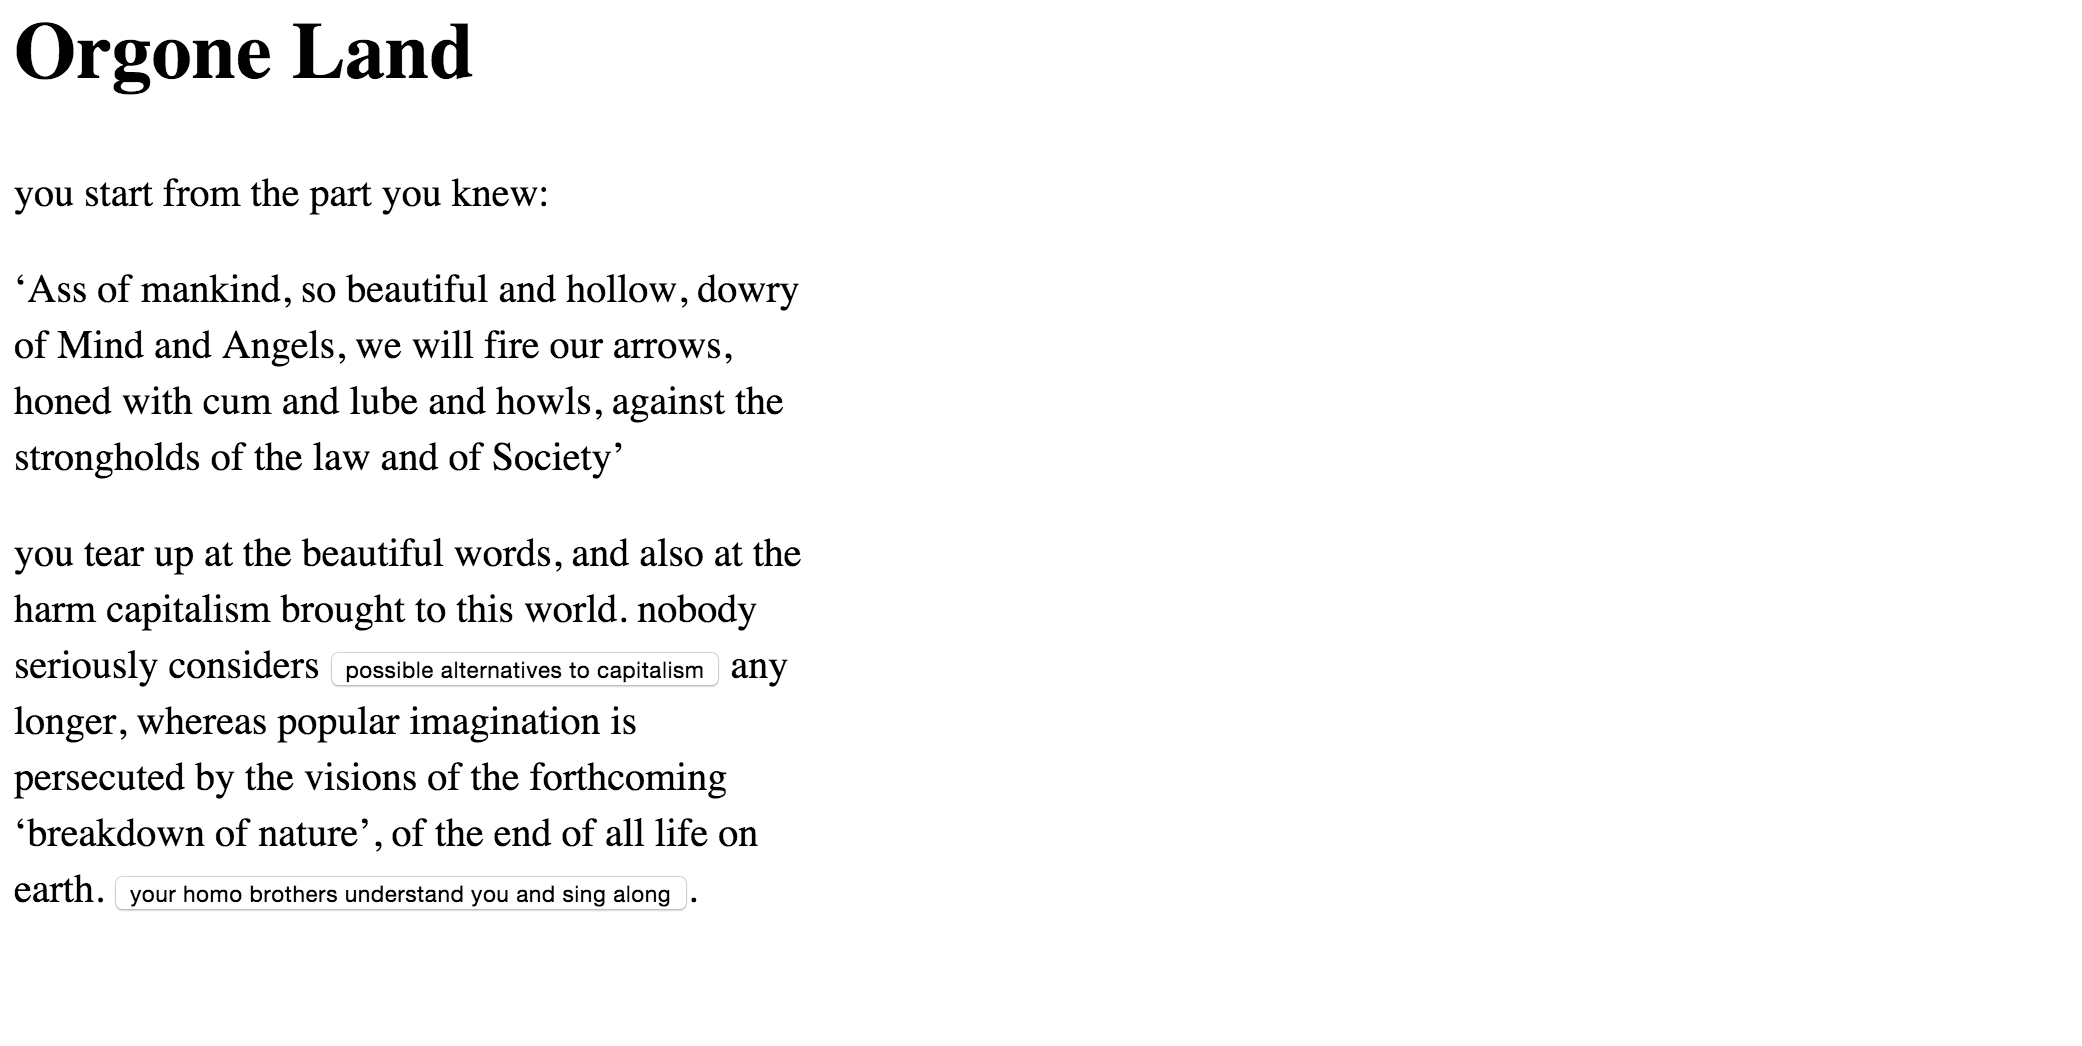 Orgone Land
you start from the part you knew:
‘Ass of mankind, so beautiful and hollow, dowry
of Mind and Angels, we will fire our arrows,
honed with cum and lube and howls, against the
strongholds of the law and of Society’
you tear up at the beautiful words, and also at the
harm capitalism brought to this world. nobody
seriously considers possible alternatives to capitalism any
longer, whereas popular imagination is
persecuted by the visions of the forthcoming
‘breakdown of nature’, of the end of all life on
earth. your homo brothers understand you and sing along.